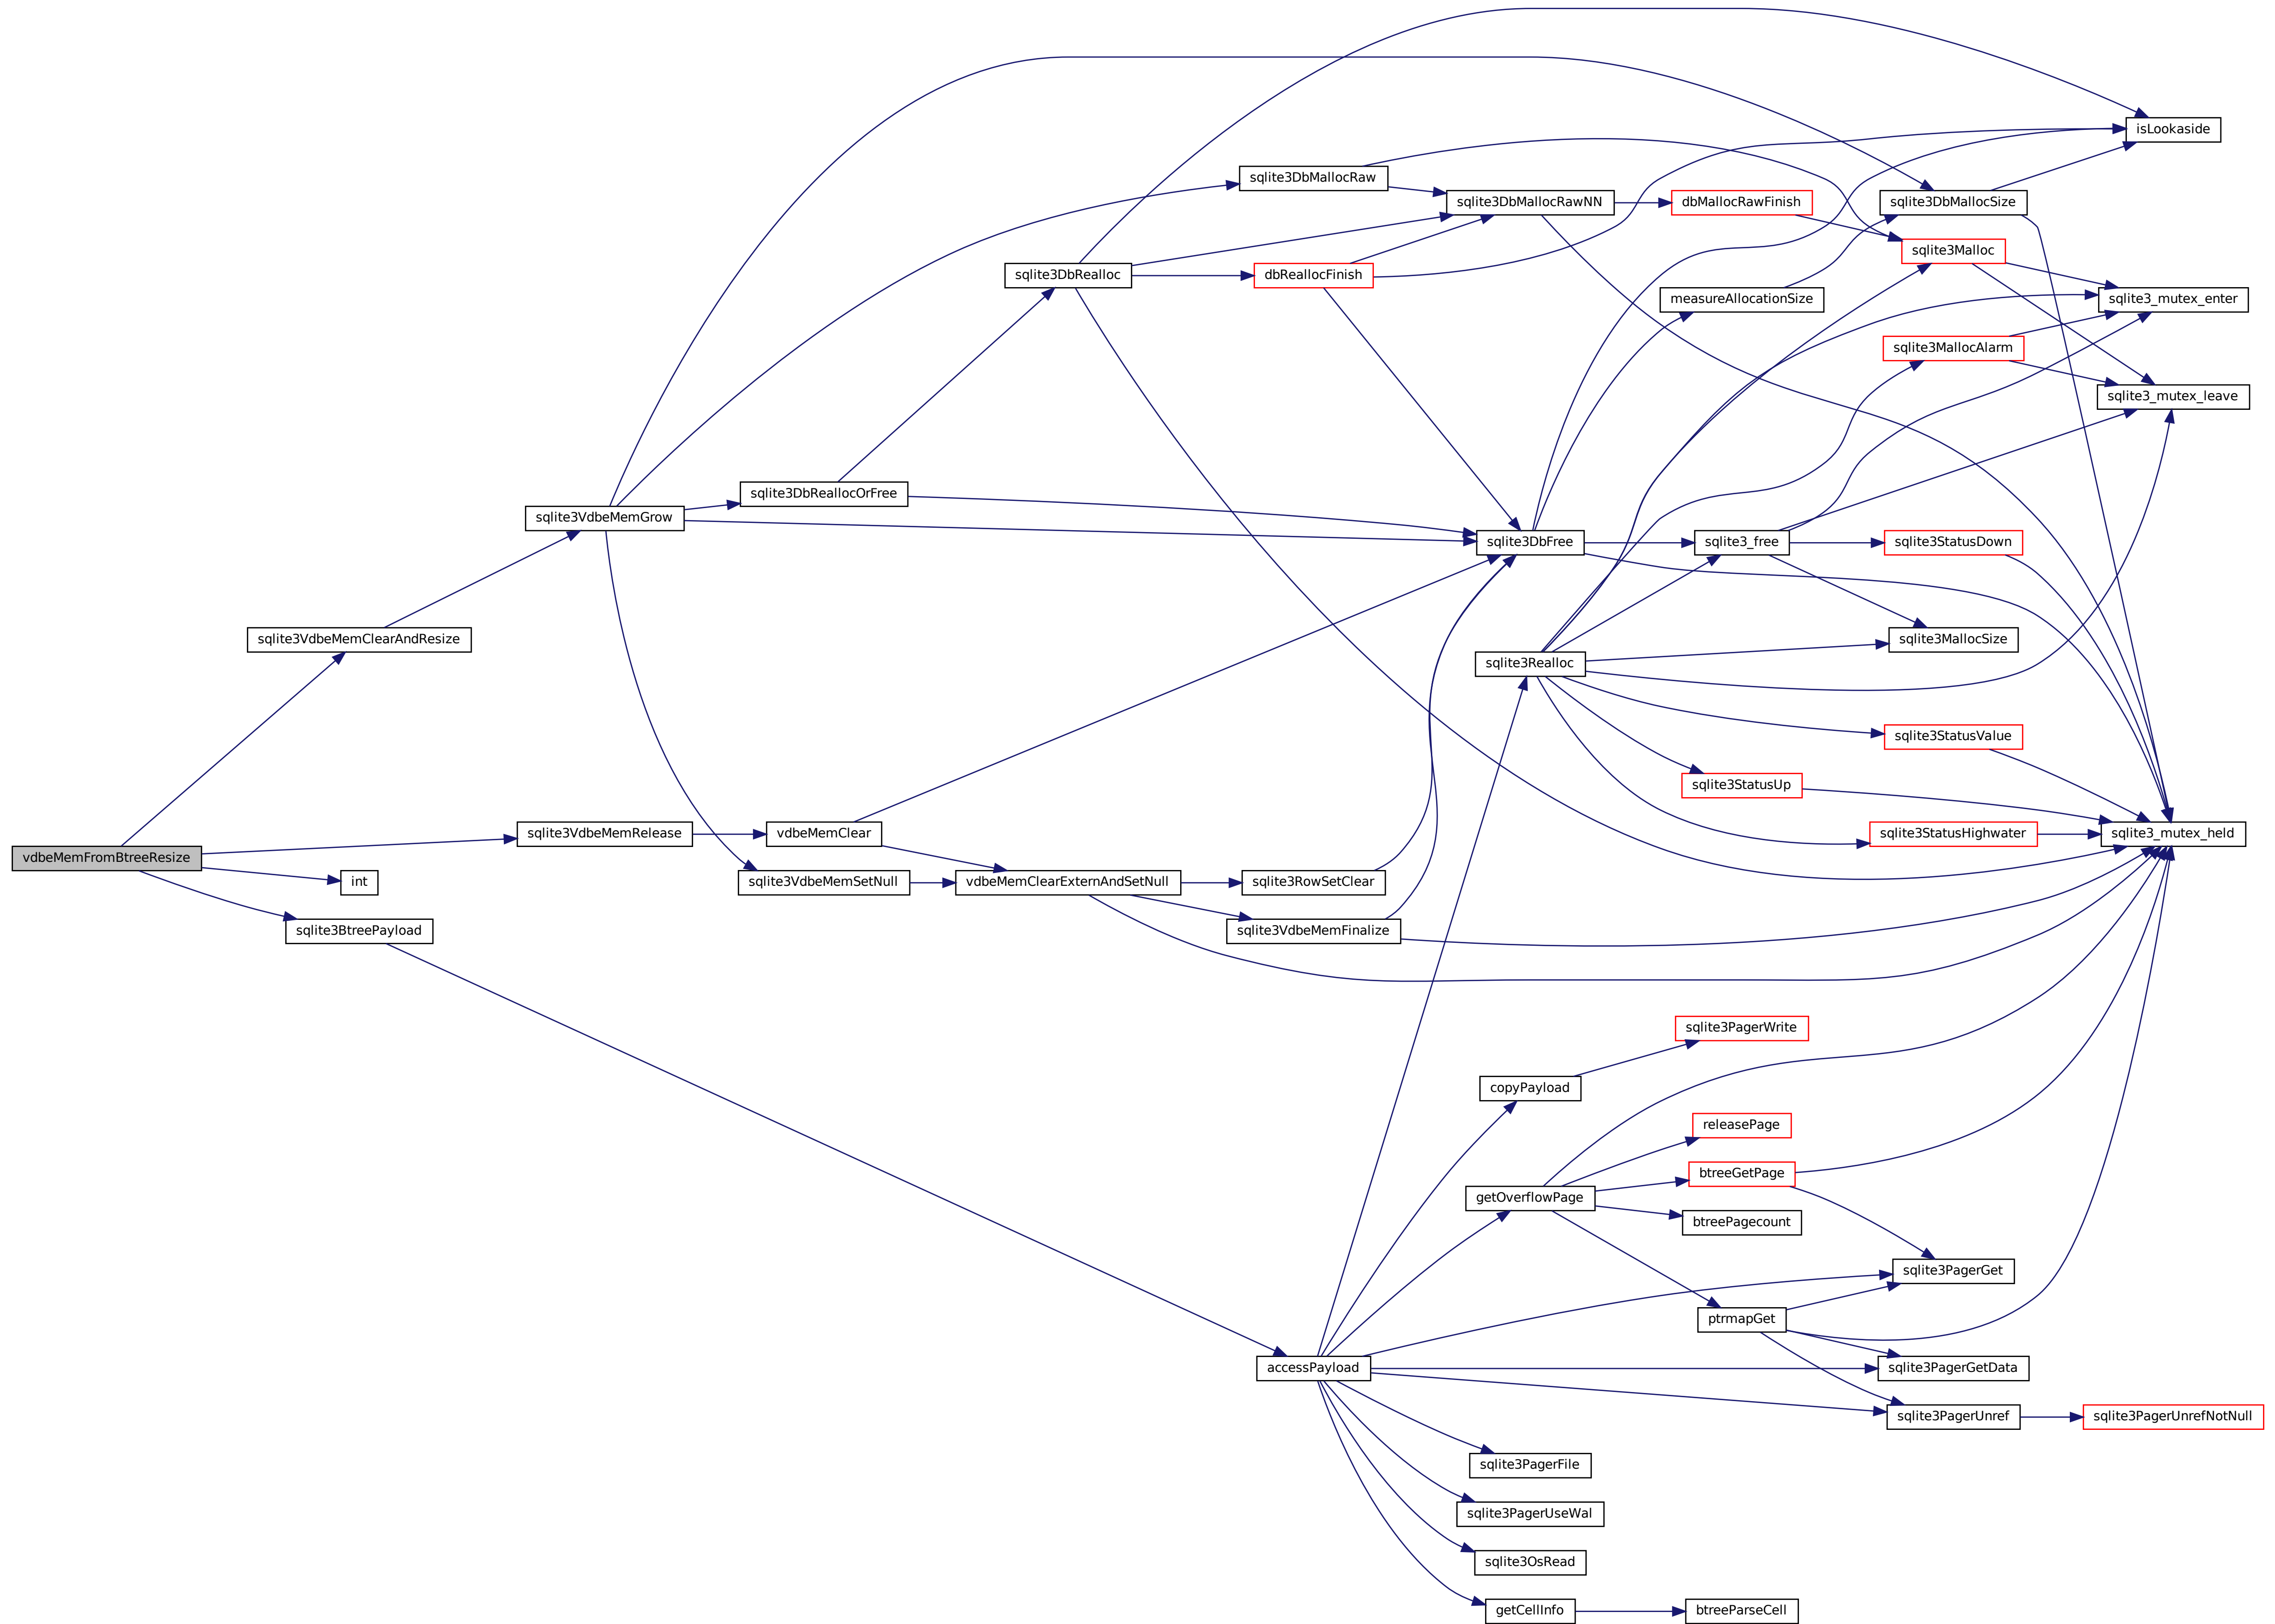 isLookaside
sqlite3DbMallocRaw
sqlite3DbMallocRawNN
dbMallocRawFinish
sqlite3DbMallocSize
sqlite3Malloc
sqlite3DbRealloc
dbReallocFinish
measureAllocationSize
sqlite3_mutex_enter
sqlite3MallocAlarm
sqlite3_mutex_leave
sqlite3DbReallocOrFree
sqlite3VdbeMemGrow
sqlite3DbFree
sqlite3_free
sqlite3StatusDown
sqlite3VdbeMemClearAndResize
sqlite3MallocSize
sqlite3Realloc
sqlite3StatusValue
sqlite3StatusUp
sqlite3VdbeMemRelease
vdbeMemClear
sqlite3StatusHighwater
sqlite3_mutex_held
vdbeMemFromBtreeResize
int
sqlite3VdbeMemSetNull
vdbeMemClearExternAndSetNull
sqlite3RowSetClear
sqlite3BtreePayload
sqlite3VdbeMemFinalize
sqlite3PagerWrite
copyPayload
releasePage
btreeGetPage
getOverflowPage
btreePagecount
sqlite3PagerGet
ptrmapGet
accessPayload
sqlite3PagerGetData
sqlite3PagerUnref
sqlite3PagerUnrefNotNull
sqlite3PagerFile
sqlite3PagerUseWal
sqlite3OsRead
getCellInfo
btreeParseCell